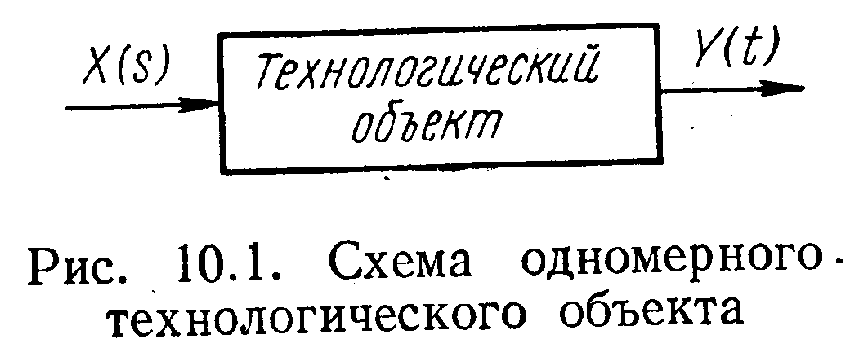 X(s)
Технологический
объект
Y(t)
Рис. 10.1. Схема одномерного
технологического объекта